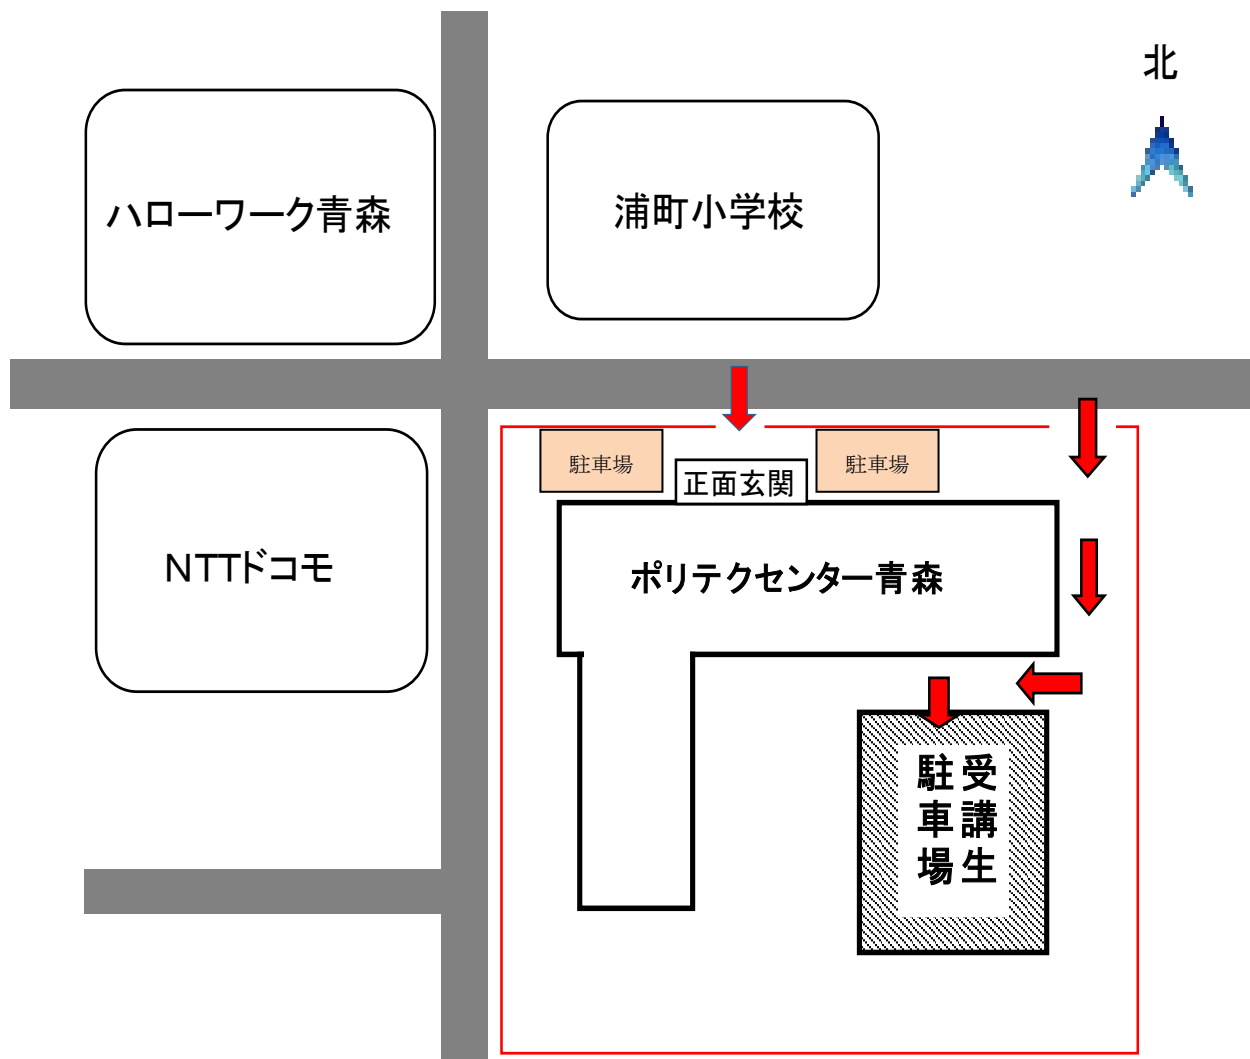 北
ハローワーク青森
浦町小学校
駐車場
正面玄関
駐車場
NTTドコモ
ポリテクセンター青森
受講生
駐車場